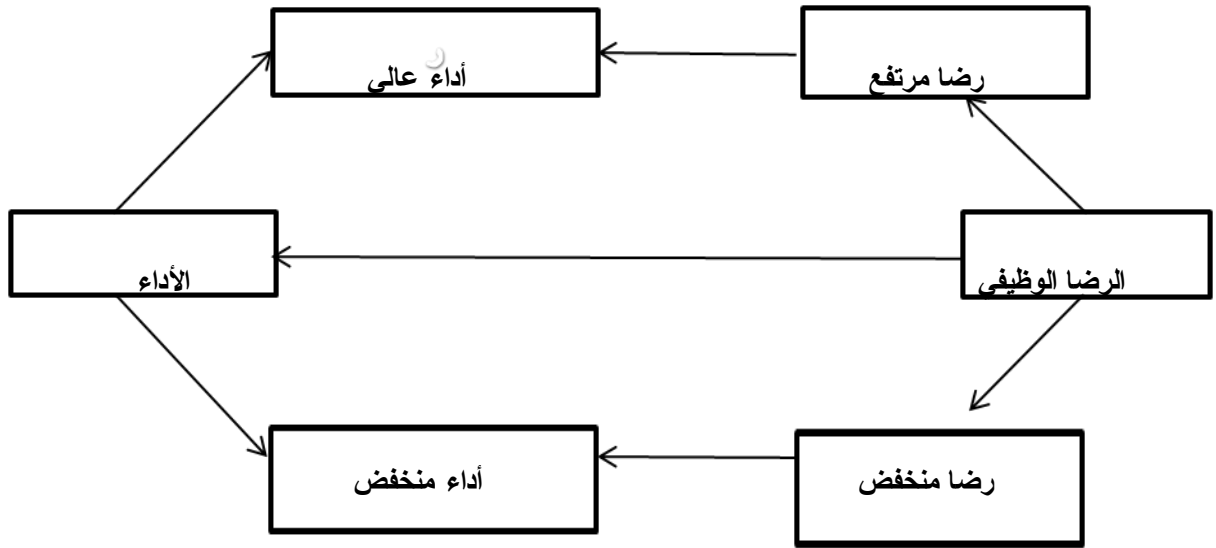 رضا مرتفع
أداء عالي
الرضا الوظيفي
الأداء
رضا منخفض
أداء منخفض